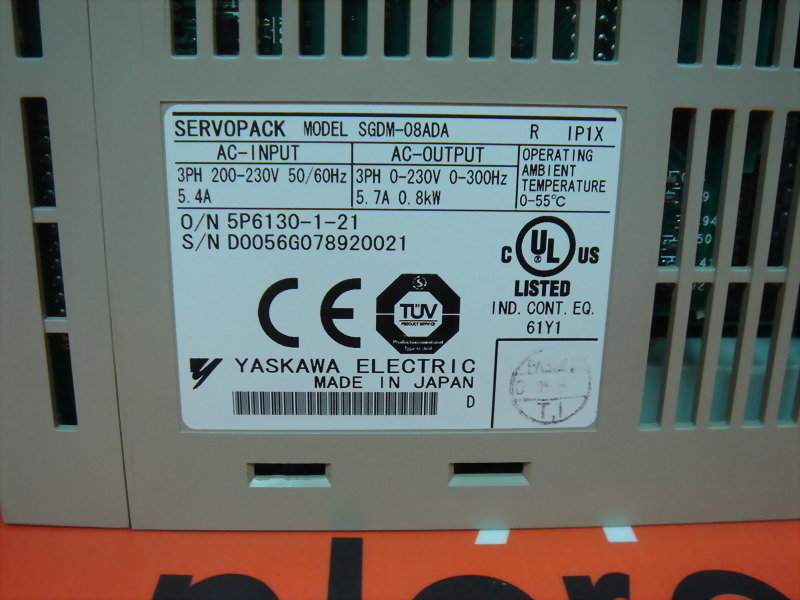 SERVOPACK MODEL SGDM-08ADA R IP1X
AC-INPUT AC-OUTPUT OPERATING AMBIENT TEMPERATURE 0-55℃
3PH 200-230V 50/60Hz 3PH 0-230V 0-300Hz
5.4A 5.7A 0.8kW
O/N 5P6130-1-21
S/N D0056G078920021
C UL US
LISTED
IND. CONT. EQ.
61Y1
CE
TÜV
PRODUCT SERVICE
YASKAWA ELECTRIC
MADE IN JAPAN
D
T.I